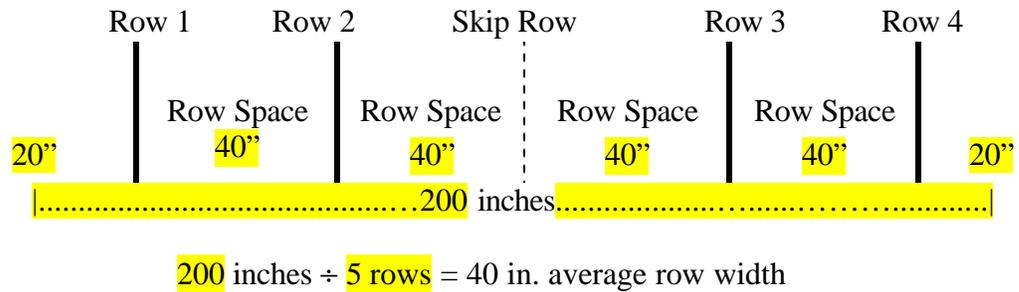 Row 1 Row 2 Skip Row Row 3 Row 4
Row Space Row Space Row Space Row Space
20” 40” 40” 40” 40” 20”
|.............................................…200 inches.......................…......………...............|
200 inches ÷ 5 rows = 40 in. average row width